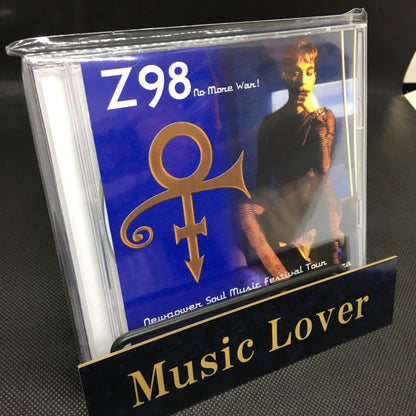 Z98
No More War!
Newpower Soul Music Festival Tour
Music Lover